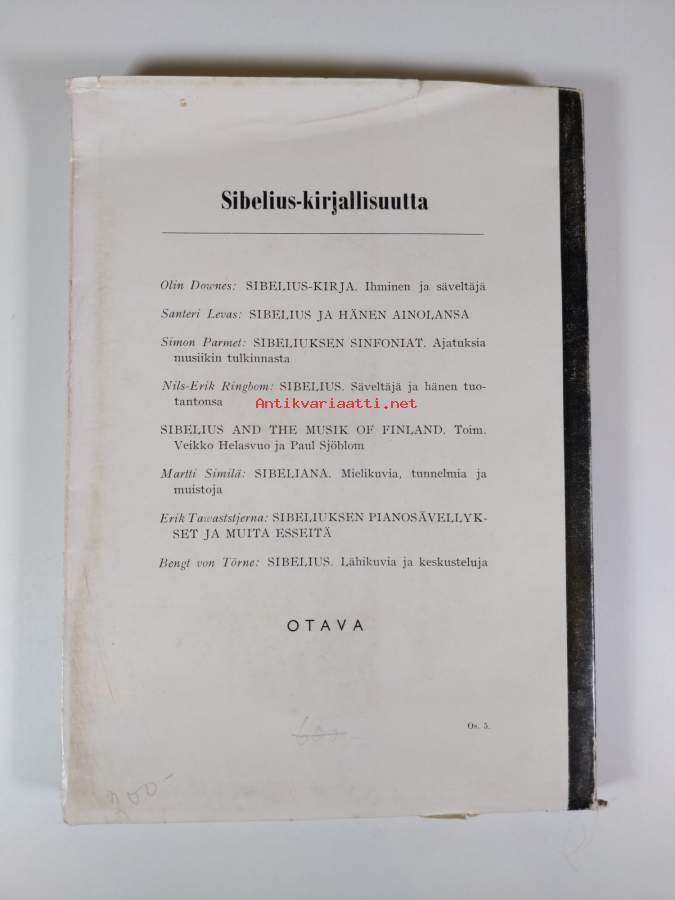 Sibelius-kirjallisuutta
Olin Downes: SIBELIUS-KIRJA. Ihminen ja säveltäjä
Santeri Levas: SIBELIUS JA HÄNEN AINOLANSA
Simon Parmet: SIBELIUKSEN SINFONIAT. Ajatuksia
musiikin tulkinnasta
Nils-Erik Ringbom: SIBELIUS. Säveltäjä ja hänen tuo-
tantonsa
Antikvariaatti.net
SIBELIUS AND THE MUSIK OF FINLAND. Toim.
Veikko Helasvuo ja Paul Sjöblom
Martti Similä: SIBELIANA. Mielikuvia, tunnelmia ja
muistoja
Erik Tawaststjerna: SIBELIUKSEN PIANOSÄVELLYK-
SET JA MUITA ESSEITÄ
Bengt von Törne: SIBELIUS. Lähikuvia ja keskusteluja
OTAVA
Os. 5.
200-